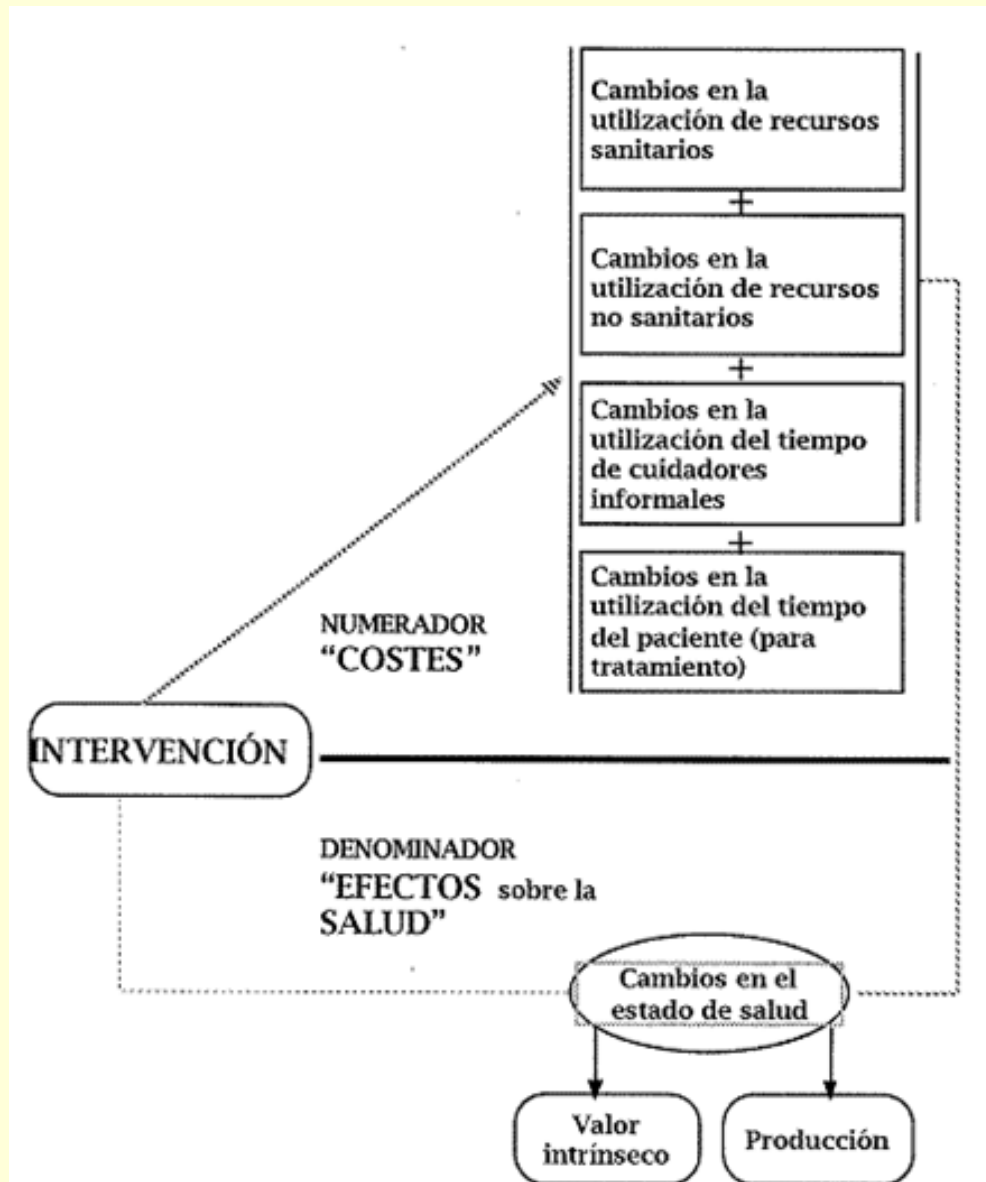 Cambios en la
utilización de recursos
sanitarios
+
Cambios en la
utilización de recursos
no sanitarios
+
Cambios en la
utilización del tiempo
de cuidadores
informales
+
Cambios en la
utilización del tiempo
del paciente (para
tratamiento)
NUMERADOR
“COSTES”
INTERVENCIÓN
DENOMINADOR
“EFECTOS sobre la
SALUD”
Cambios en el
estado de salud
Valor
intrínseco
Producción